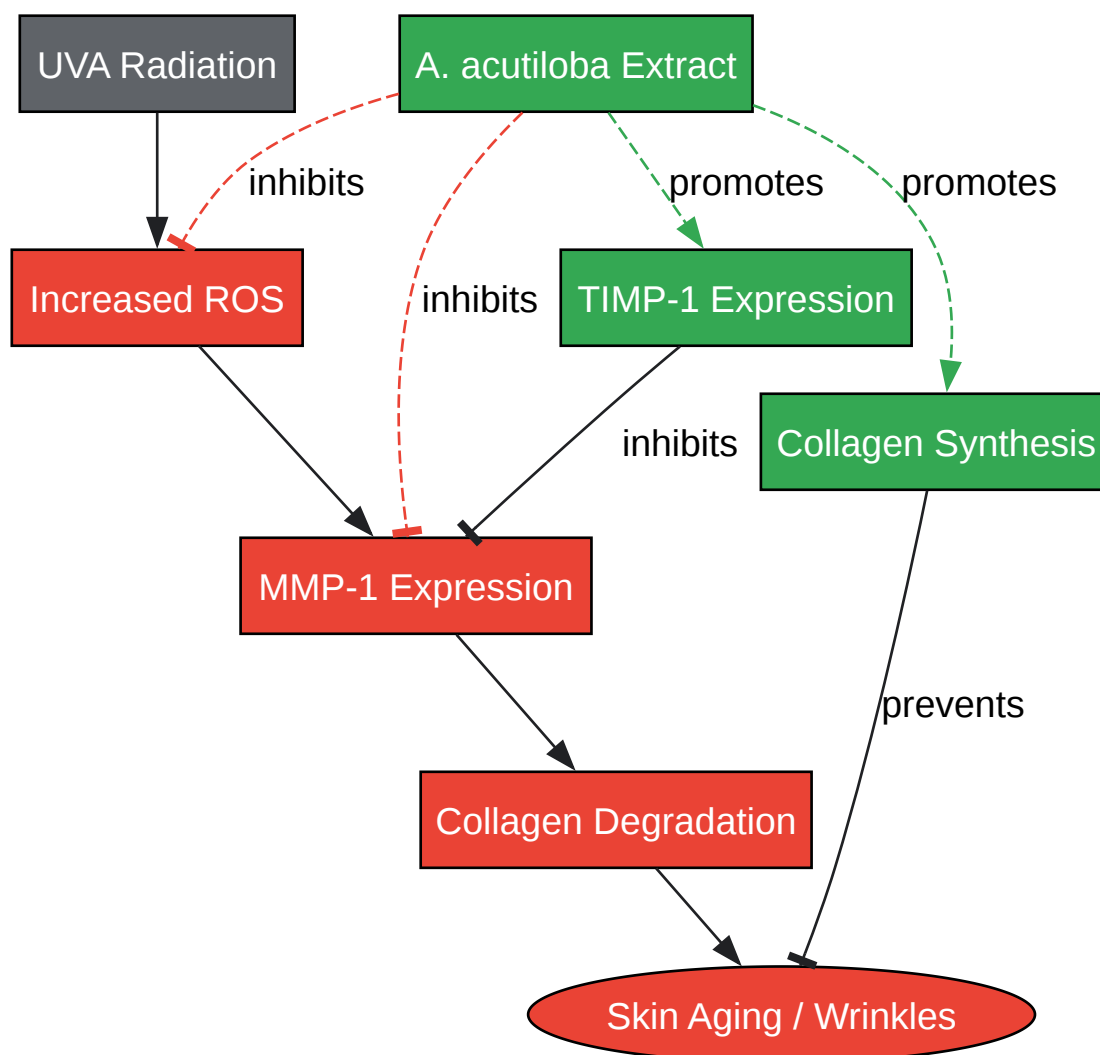 UVA Radiation
A. acutiloba Extract
inhibits
promotes
promotes
Increased ROS
inhibits
TIMP-1 Expression
inhibits
Collagen Synthesis
MMP-1 Expression
prevents
Collagen Degradation
Skin Aging / Wrinkles